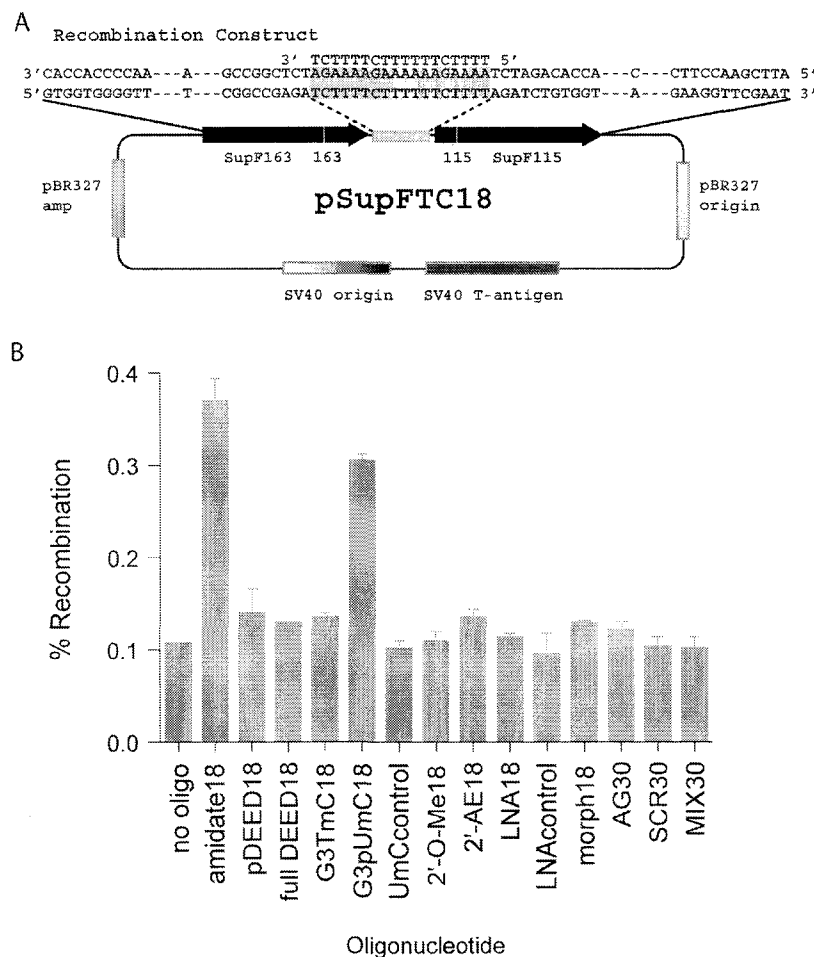 A
Recombination Construct
3' TCTTTTCTTTTTTCTTTT 5'
3'CACCACCCCAA---A---GCCGGCTCTAGAAAAGAAAAAAGAAAATCTAGACACCA---C---CTTCCAAGCTTA 5'
5'GTGGTGGGGTT---T---CGGCCGAGATCTTTTCTTTTTTCTTTTAGATCTGTGGT---A---GAAGGTTCGAAT 3'
SupF163 163 115 SupF115
pBR327
amp
pSupFTC18
pBR327
origin
SV40 origin SV40 T-antigen
B
% Recombination
0.4
0.3
0.2
0.1
0.0
no oligo
amidate18
pDEED18
full DEED18
G3TmC18
G3pUmC18
UmCcontrol
2'-O-Me18
2'-AE18
LNA18
LNAcontrol
morph18
AG30
SCR30
MIX30
Oligonucleotide